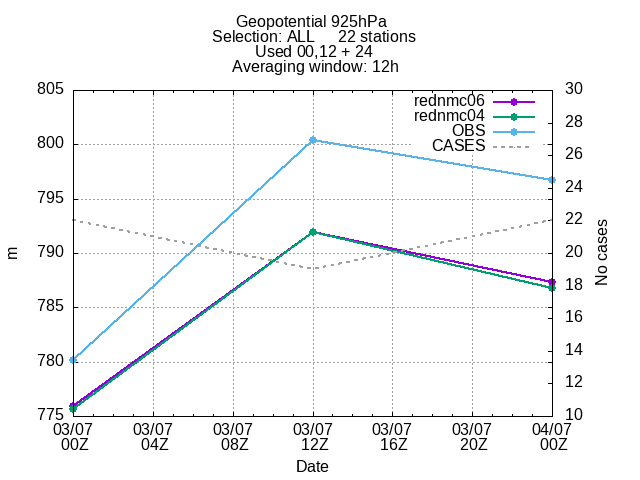 Geopotential 925hPa
Selection: ALL 22 stations
Used 00,12 + 24
Averaging window: 12h
rednmc06
rednmc04
OBS
CASES
805
800
795
790
785
780
775
m
30
28
26
24
22
20
18
16
14
12
10
No cases
03/07 03/07 03/07 03/07 03/07 03/07 04/07
00Z 04Z 08Z 12Z 16Z 20Z 00Z
Date